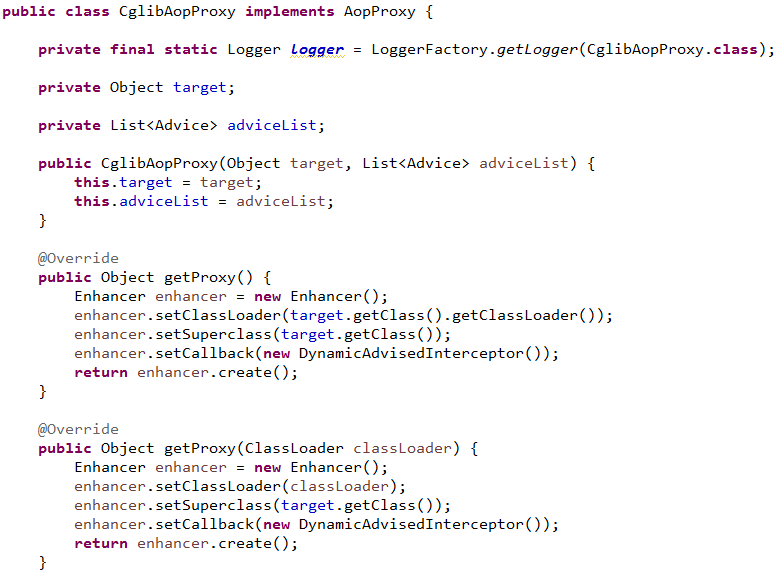 public class CglibAopProxy implements AopProxy {
private final static Logger logger = LoggerFactory.getLogger(CglibAopProxy.class);
private Object target;
private List<Advice> adviceList;
public CglibAopProxy(Object target, List<Advice> adviceList) {
this.target = target;
this.adviceList = adviceList;
}
@Override
public Object getProxy() {
Enhancer enhancer = new Enhancer();
enhancer.setClassLoader(target.getClass().getClassLoader());
enhancer.setSuperclass(target.getClass());
enhancer.setCallback(new DynamicAdvisedInterceptor());
return enhancer.create();
}
@Override
public Object getProxy(ClassLoader classLoader) {
Enhancer enhancer = new Enhancer();
enhancer.setClassLoader(classLoader);
enhancer.setSuperclass(target.getClass());
enhancer.setCallback(new DynamicAdvisedInterceptor());
return enhancer.create();
}